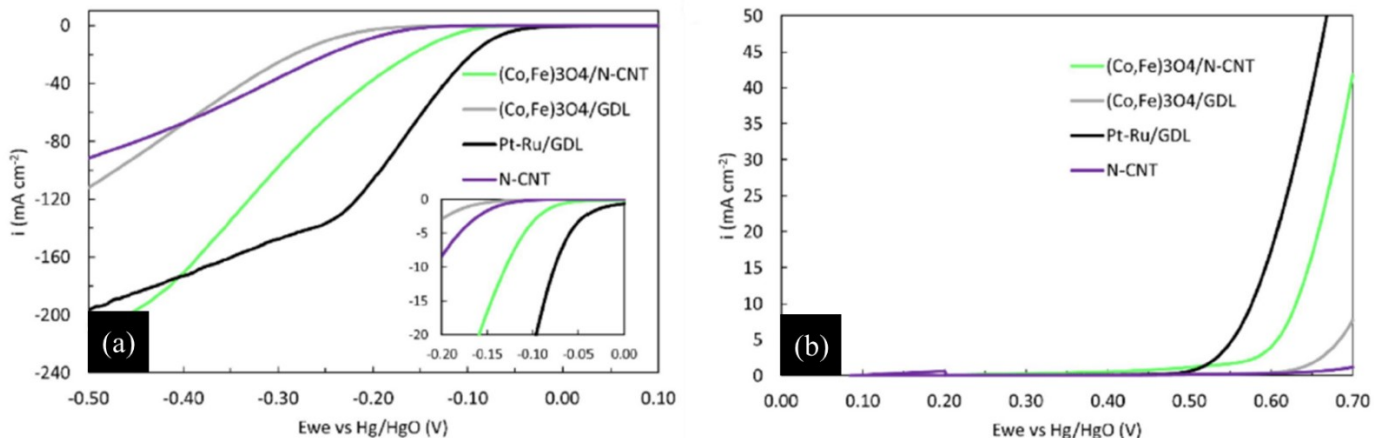 0
-40
-80
-120
-160
-200
-240
i (mA cm-2)
(Co,Fe)3O4/N-CNT
(Co,Fe)3O4/GDL
Pt-Ru/GDL
N-CNT
0
-5
-10
-15
-20
-0.20 -0.15 -0.10 -0.05 0.00
(a)
-0.50 -0.40 -0.30 -0.20 -0.10 0.00 0.10
Ewe vs Hg/HgO (V)
50
45
40
35
30
25
20
15
10
5
0
i (mA cm-2)
(Co,Fe)3O4/N-CNT
(Co,Fe)3O4/GDL
Pt-Ru/GDL
N-CNT
(b)
0.00 0.10 0.20 0.30 0.40 0.50 0.60 0.70
Ewe vs Hg/HgO (V)